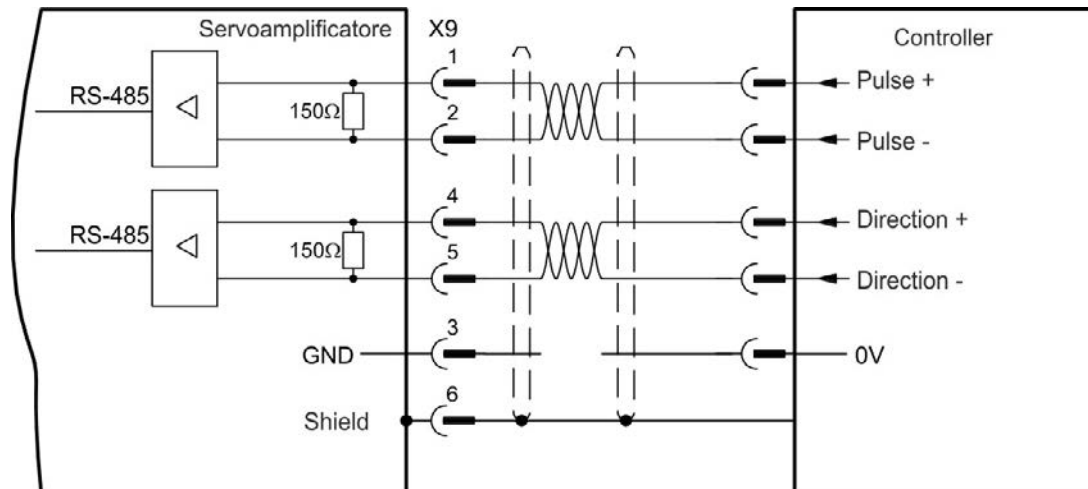 Servoamplificatore
X9
Controller
1
Pulse +
RS-485
150Ω
2
Pulse -
4
Direction +
RS-485
150Ω
5
Direction -
3
GND
0V
6
Shield